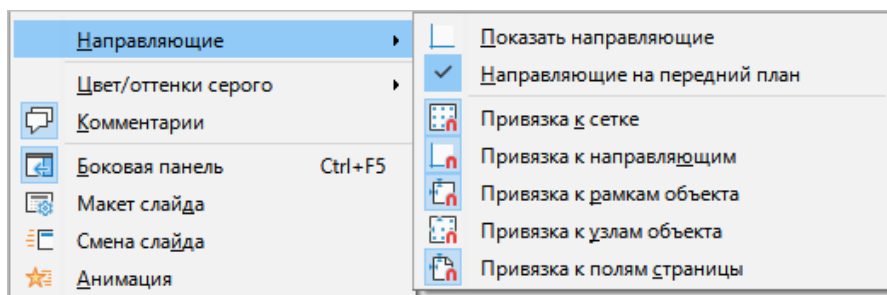 Направляющие
Цвет/оттенки серого
Комментарии
Боковая панель Ctrl+F5
Макет слайда
Смена слайда
Анимация
Показать направляющие
Направляющие на передний план
Привязка к сетке
Привязка к направляющим
Привязка к рамкам объекта
Привязка к узлам объекта
Привязка к полям страницы